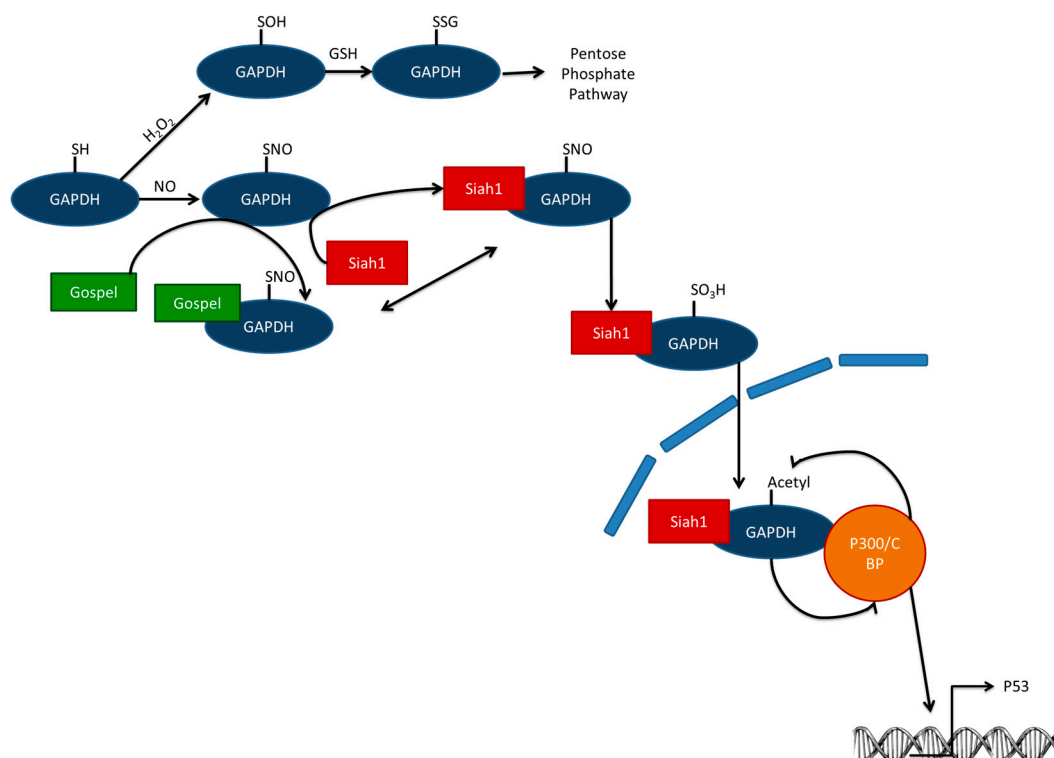 SOH
GAPDH
GSH
SSG
GAPDH
Pentose
Phosphate
Pathway
H₂O₂
SH
GAPDH
NO
SNO
GAPDH
Siah1
SNO
GAPDH
Gospel
Siah1
Gospel
SNO
GAPDH
SO₃H
Siah1
GAPDH
Acetyl
Siah1
GAPDH
P300/C
BP
P53